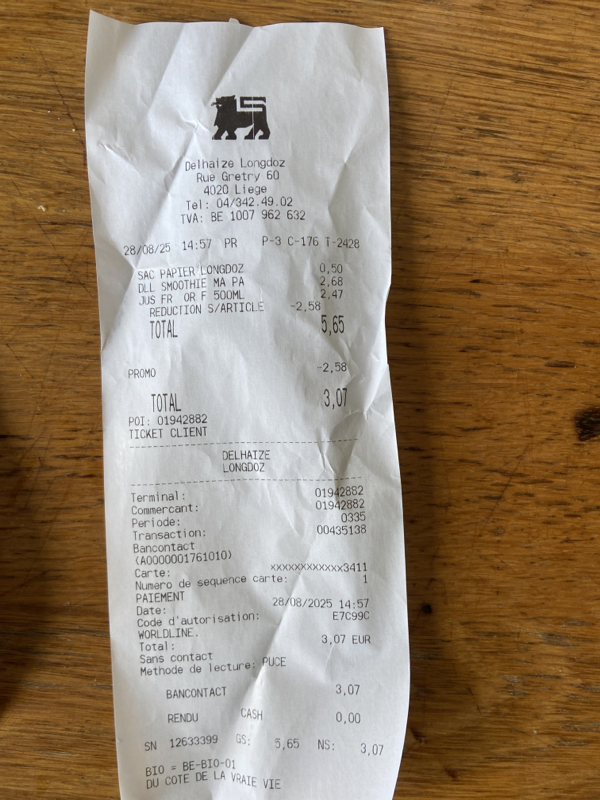 Delhaize Longdoz
Rue Gretry 60
4020 Liege
Tel: 04/342.49.02
TVA: BE 1007 962 632
28/08/25 14:57 PR P-3 C-176 T-2428
SAC PAPIER LONGDOZ 0,50
DLL SMOOTHIE MA PA 2,68
JUS FR OR F 500ML 2,47
REDUCTION S/ARTICLE -2,58
TOTAL 5,65
PROMO -2,58
TOTAL 3,07
POI: 01942882
TICKET CLIENT
DELHAIZE
LONGDOZ
Terminal: 01942882
Commercant: 01942882
Periode: 0335
Transaction: 00435138
Bancontact
(A0000001761010)
Carte: xxxxxxxxxxxx3411
Numero de sequence carte: 1
PAIEMENT
Date: 28/08/2025 14:57
Code d'autorisation: E7C99C
WORLDLINE.
Total: 3,07 EUR
Sans contact
Methode de lecture: PUCE
BANCONTACT 3,07
RENDU CASH 0,00
SN 12633399 GS: 5,65 NS: 3,07
BIO = BE-BIO-01
DU COTE DE LA VRAIE VIE